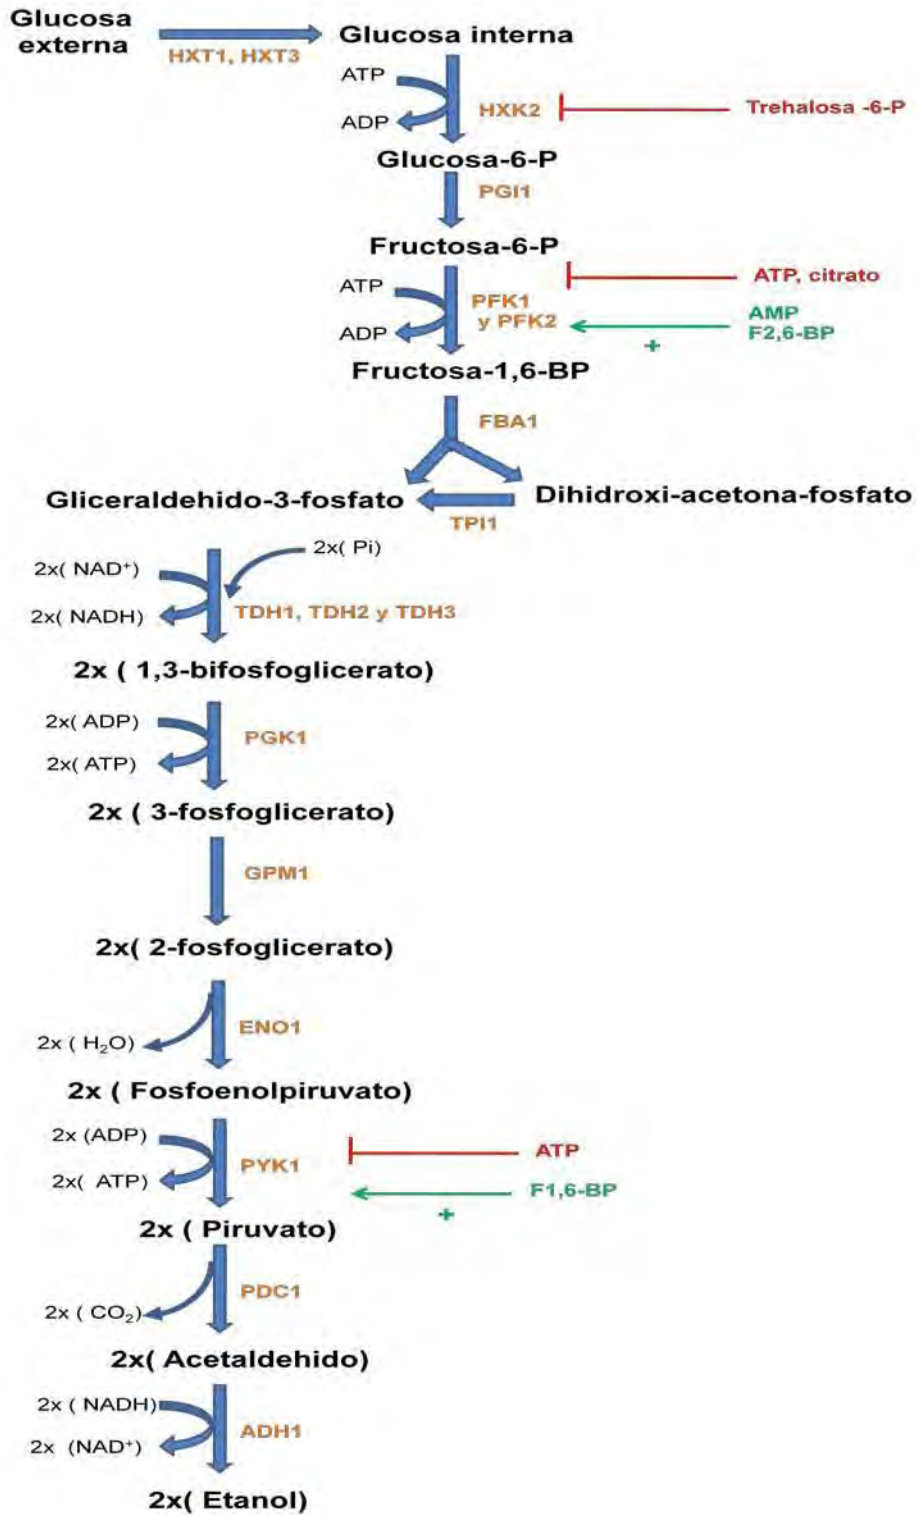 Glucosa
externa
HXT1, HXT3
Glucosa interna
ATP
ADP
HXK2
Trehalosa -6-P
Glucosa-6-P
PGI1
Fructosa-6-P
ATP
ADP
PFK1
y PFK2
ATP, citrato
AMP
F2,6-BP
+
Fructosa-1,6-BP
FBA1
Gliceraldehido-3-fosfato
TPI1
Dihidroxi-acetona-fosfato
2x( NAD⁺)
2x( Pi)
2x( NADH)
TDH1, TDH2 y TDH3
2x ( 1,3-bifosfoglicerato)
2x( ADP)
2x( ATP)
PGK1
2x ( 3-fosfoglicerato)
GPM1
2x( 2-fosfoglicerato)
ENO1
2x ( H₂O)
2x ( Fosfoenolpiruvato)
2x (ADP)
2x( ATP)
PYK1
ATP
F1,6-BP
+
2x ( Piruvato)
PDC1
2x ( CO₂)
2x( Acetaldehido)
2x ( NADH)
2x (NAD⁺)
ADH1
2x( Etanol)